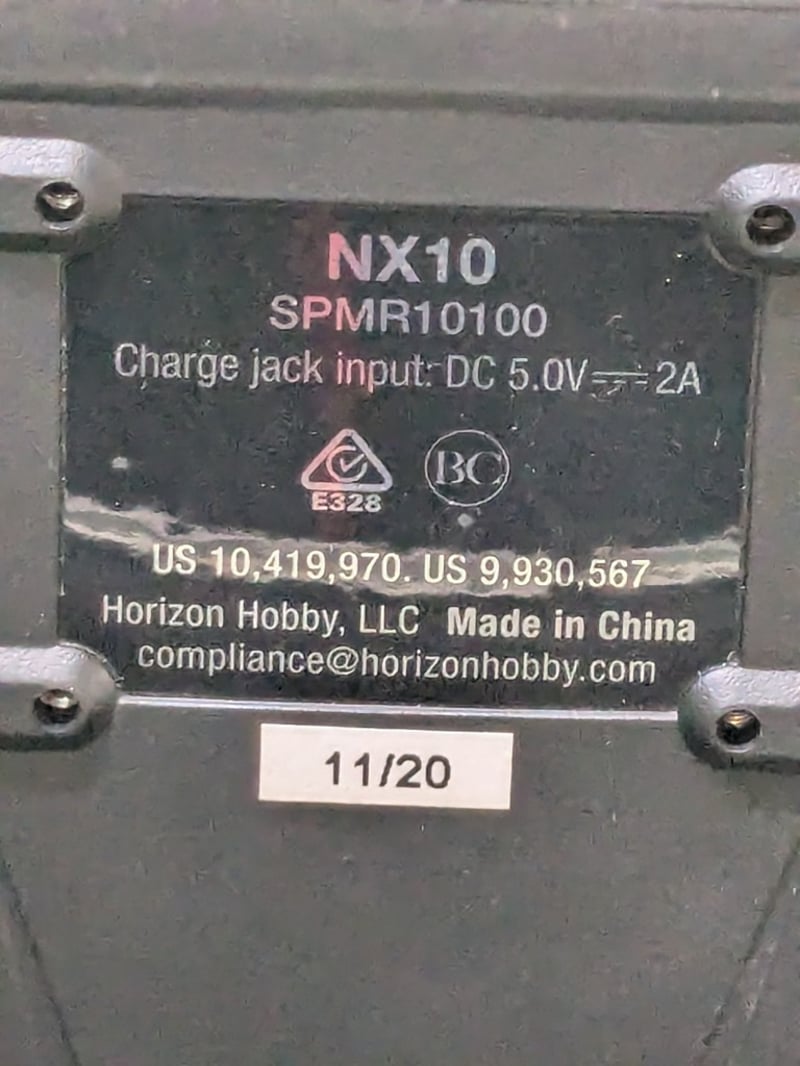 NX10
SPMR10100
Charge jack input: DC 5.0V⎓2A
E328 BC
US 10,419,970. US 9,930,567
Horizon Hobby, LLC Made in China
compliance@horizonhobby.com
11/20